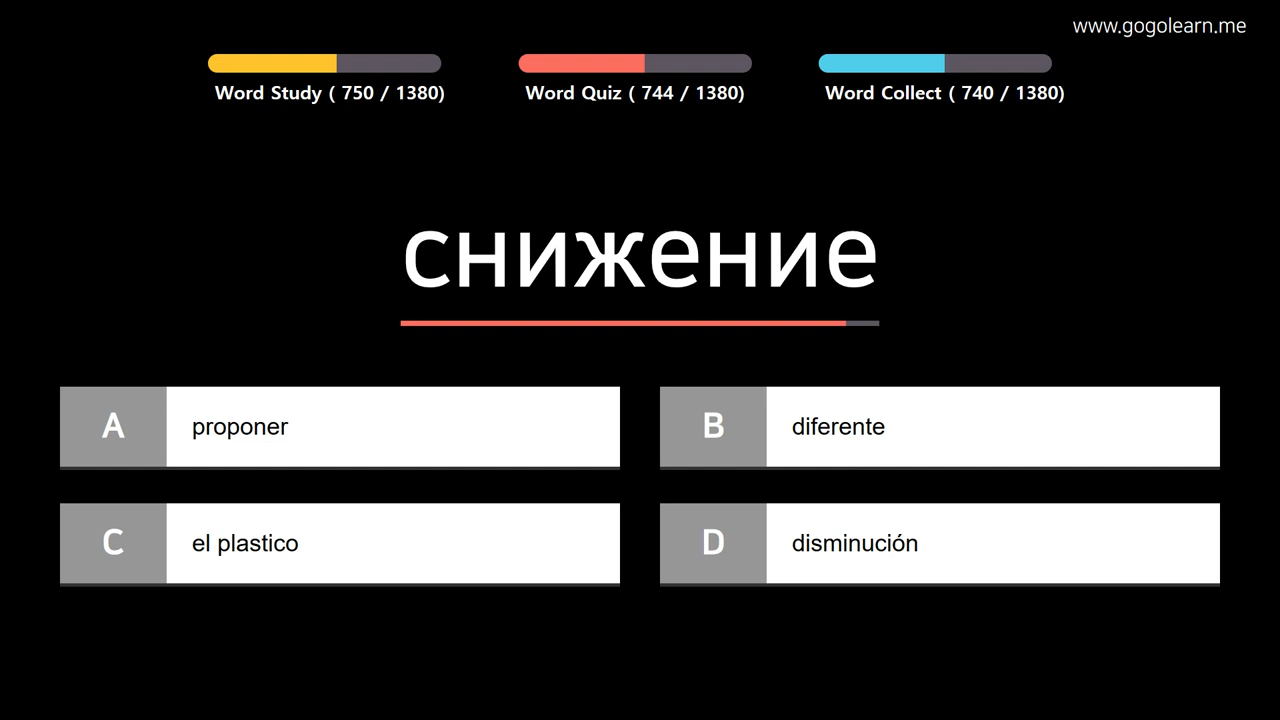 www.gogolearn.me
Word Study ( 750 / 1380)
Word Quiz ( 744 / 1380)
Word Collect ( 740 / 1380)
снижение
A
proponer
B
diferente
C
el plastico
D
disminución